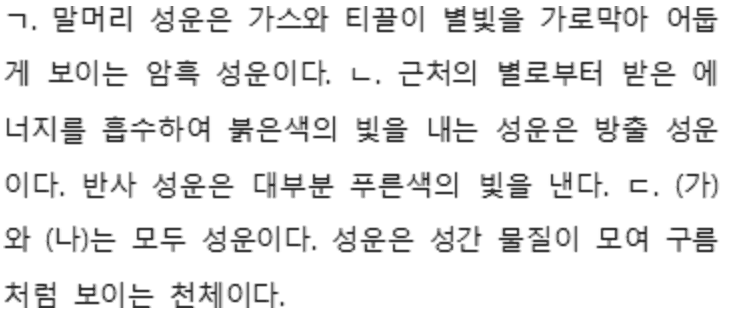 ㄱ. 말머리 성운은 가스와 티끌이 별빛을 가로막아 어둡
게 보이는 암흑 성운이다. ㄴ. 근처의 별로부터 받은 에
너지를 흡수하여 붉은색의 빛을 내는 성운은 방출 성운
이다. 반사 성운은 대부분 푸른색의 빛을 낸다. ㄷ. (가)
와 (나)는 모두 성운이다. 성운은 성간 물질이 모여 구름
처럼 보이는 천체이다.